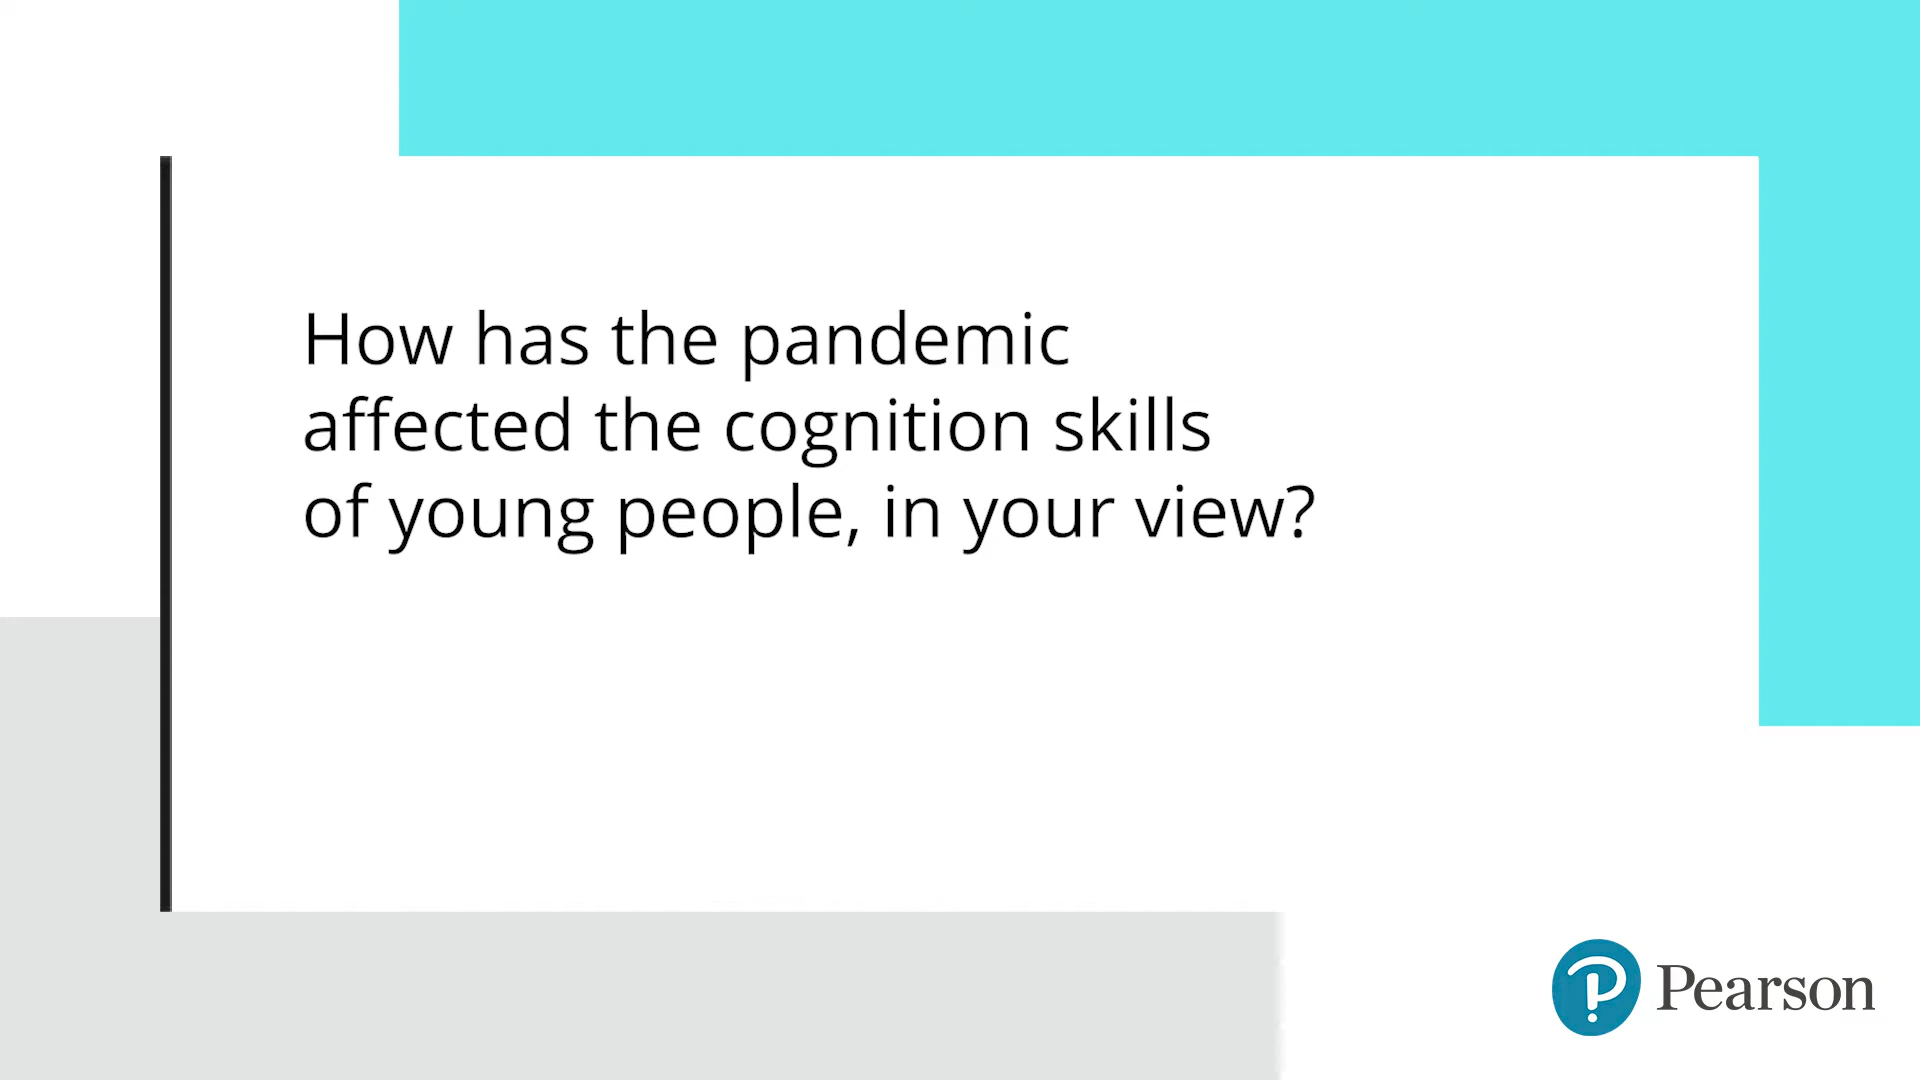 How has the pandemic
affected the cognition skills
of young people, in your view?
Pearson